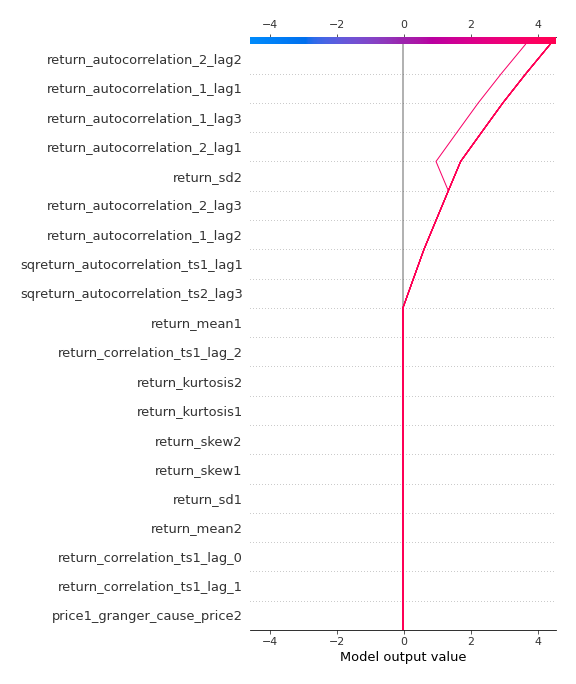 −4 −2 0 2 4
return_autocorrelation_2_lag2
return_autocorrelation_1_lag1
return_autocorrelation_1_lag3
return_autocorrelation_2_lag1
return_sd2
return_autocorrelation_2_lag3
return_autocorrelation_1_lag2
sqreturn_autocorrelation_ts1_lag1
sqreturn_autocorrelation_ts2_lag3
return_mean1
return_correlation_ts1_lag_2
return_kurtosis2
return_kurtosis1
return_skew2
return_skew1
return_sd1
return_mean2
return_correlation_ts1_lag_0
return_correlation_ts1_lag_1
price1_granger_cause_price2
−4 −2 0 2 4
Model output value